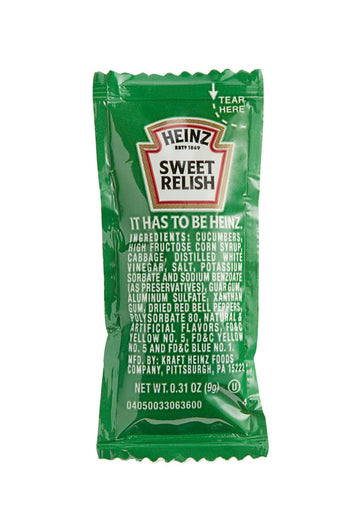 TEAR
HERE
HEINZ
ESTD 1869
SWEET
RELISH
IT HAS TO BE HEINZ.
INGREDIENTS: CUCUMBERS,
HIGH FRUCTOSE CORN SYRUP,
CABBAGE, DISTILLED WHITE
VINEGAR, SALT, POTASSIUM
SORBATE AND SODIUM BENZOATE
(AS PRESERVATIVES), GUAR GUM,
ALUMINUM SULFATE, XANTHAN
GUM, DRIED RED BELL PEPPERS,
POLYSORBATE 80, NATURAL &
ARTIFICIAL FLAVORS, FD&C
YELLOW NO. 5, FD&C YELLOW
NO. 5 AND FD&C BLUE NO. 1.
MFD. BY: KRAFT HEINZ FOODS
COMPANY, PITTSBURGH, PA 15222
NET WT. 0.31 OZ (9g) U
04050033063600